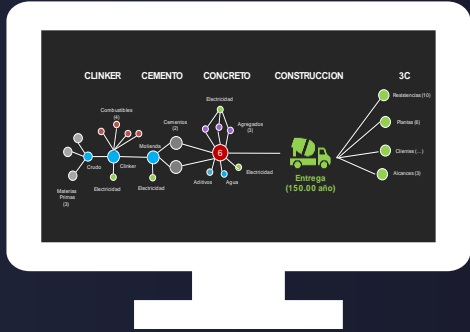 CLINKER
CEMENTO
CONCRETO
CONSTRUCCION
3C
Combustibles
(4)
Electricidad
Resistencias (10)
Cementos
(2)
Agregados
(3)
Plantas (6)
Molienda
6
Crudo
Clinker
Electricidad
Clientes (...)
Materias
Primas
(3)
Electricidad
Electricidad
Aditivos
Agua
Entrega
(150.00 año)
Alcances (3)